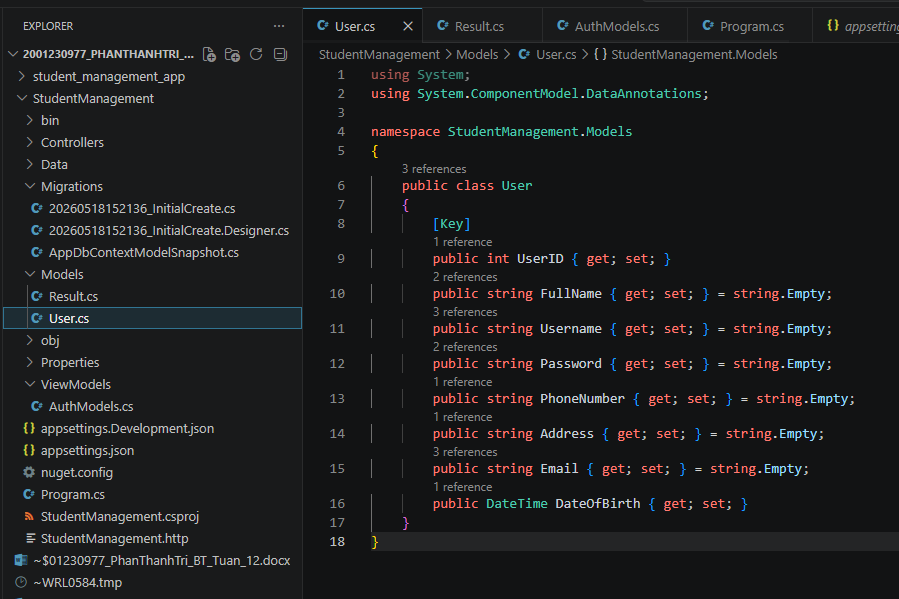 EXPLORER
2001230977_PHANTHANHTRI_...
student_management_app
StudentManagement
bin
Controllers
Data
Migrations
20260518152136_InitialCreate.cs
20260518152136_InitialCreate.Designer.cs
AppDbContextModelSnapshot.cs
Models
Result.cs
User.cs
obj
Properties
ViewModels
AuthModels.cs
{} appsettings.Development.json
{} appsettings.json
nuget.config
Program.cs
StudentManagement.csproj
StudentManagement.http
~$01230977_PhanThanhTri_BT_Tuan_12.docx
~WRL0584.tmp
User.cs Result.cs AuthModels.cs Program.cs {} appsetting
StudentManagement > Models > User.cs > {} StudentManagement.Models
1 using System;
2 using System.ComponentModel.DataAnnotations;
3
4 namespace StudentManagement.Models
5 {
3 references
6 public class User
7 {
8 [Key]
1 reference
9 public int UserID { get; set; }
2 references
10 public string FullName { get; set; } = string.Empty;
3 references
11 public string Username { get; set; } = string.Empty;
2 references
12 public string Password { get; set; } = string.Empty;
1 reference
13 public string PhoneNumber { get; set; } = string.Empty;
1 reference
14 public string Address { get; set; } = string.Empty;
3 references
15 public string Email { get; set; } = string.Empty;
1 reference
16 public DateTime DateOfBirth { get; set; }
17 }
18 }